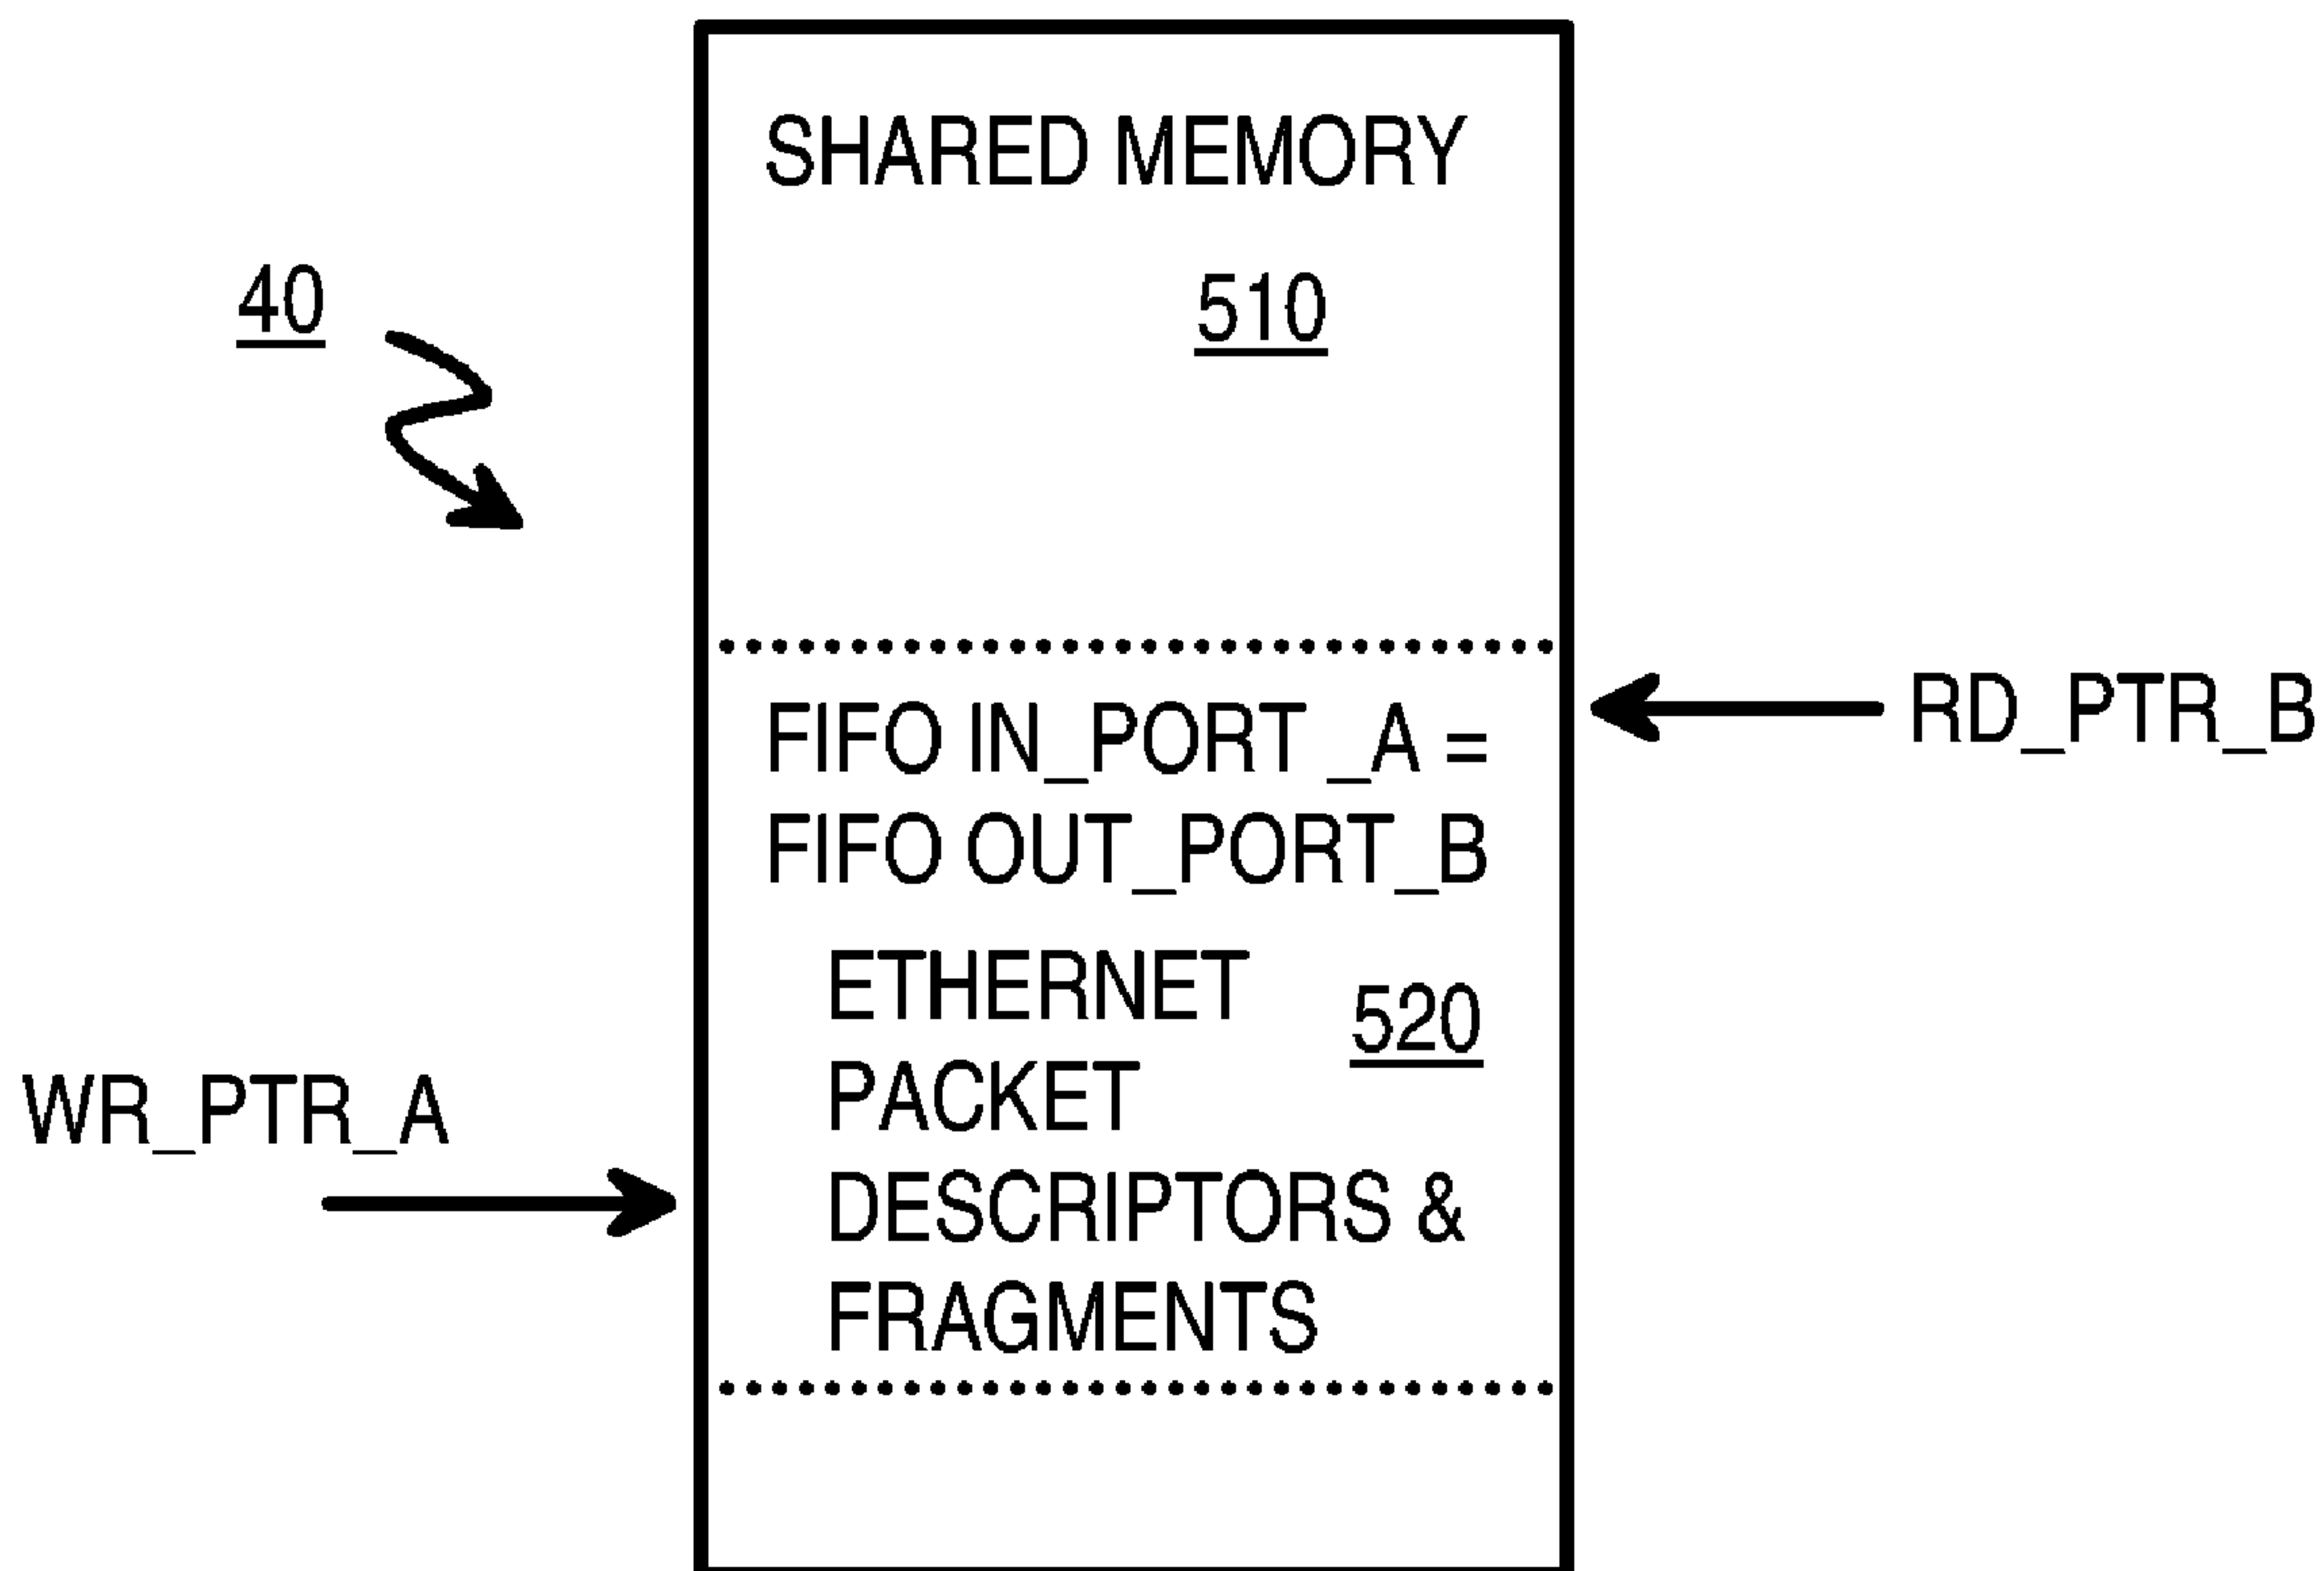 SHARED MEMORY
40
510
FIFO IN_PORT _A =
RD_PTR_B
FIFO OUT_PORT_B
ETHERNET
520
PACKET
WR_PTR_A
DESCRIPTORS &
FRAGMENTS